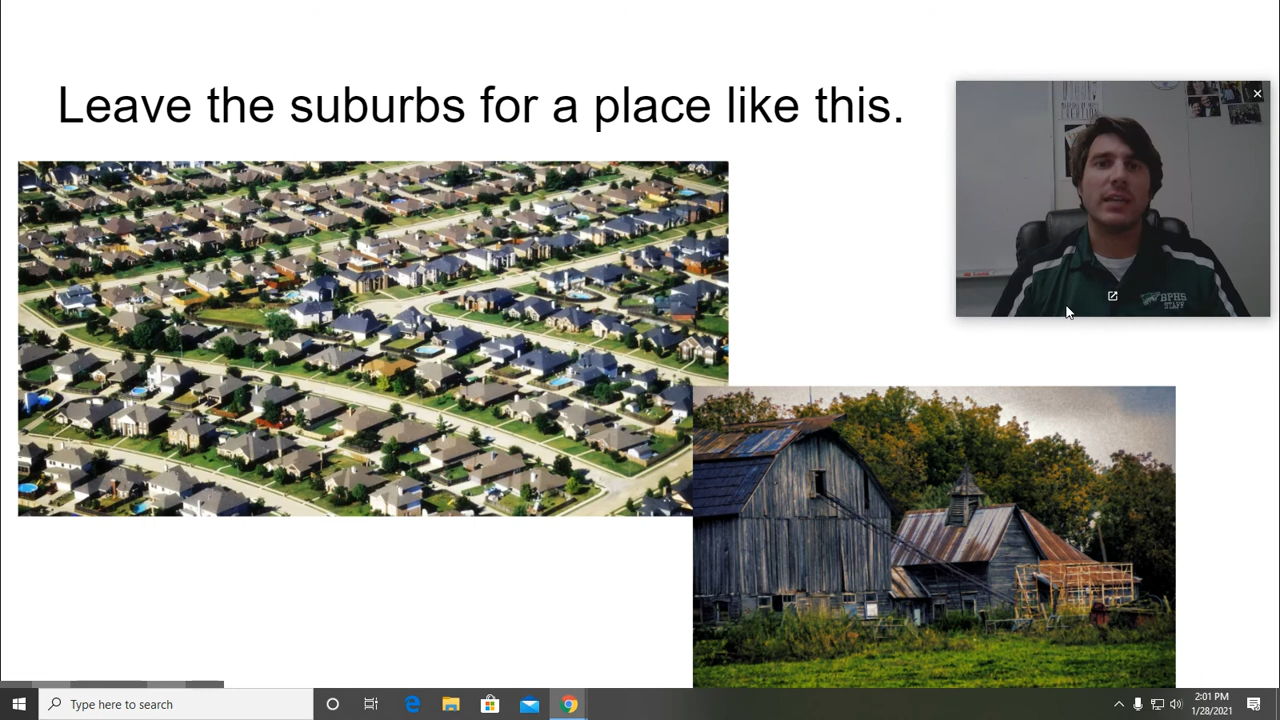 Leave the suburbs for a place like this.
BPHS
STAFF
Type here to search
2:01 PM
1/28/2021